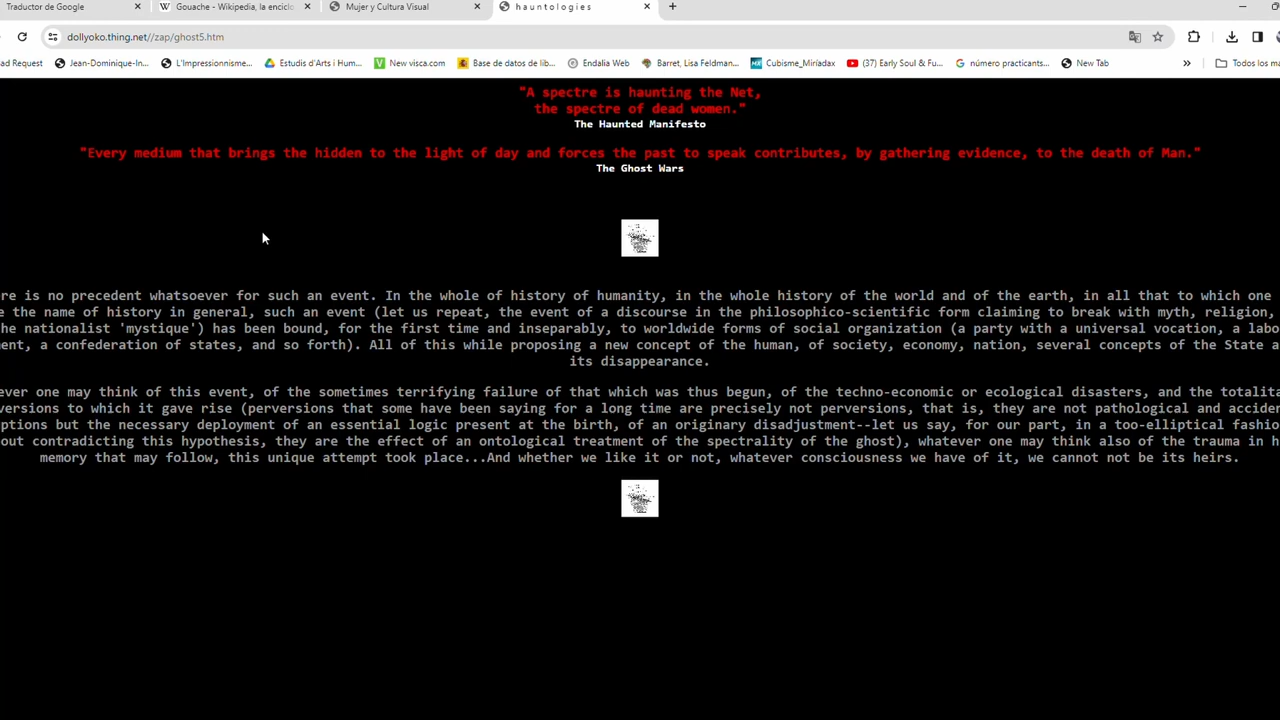 Traductor de Google
Gouache - Wikipedia, la enciclo
Mujer y Cultura Visual
hauntologies
dollyoko.thing.net//zap/ghost5.htm
ad Request
Jean-Dominique-In...
L'Impressionnisme...
Estudis d'Arts i Hum...
New visca.com
Base de datos de lib...
Endalia Web
Barret, Lisa Feldman...
Cubisme_Miríadax
(37) Early Soul & Fu...
número practicants...
New Tab
»
Todos los ma
"A spectre is haunting the Net,
the spectre of dead women."
The Haunted Manifesto
"Every medium that brings the hidden to the light of day and forces the past to speak contributes, by gathering evidence, to the death of Man."
The Ghost Wars
re is no precedent whatsoever for such an event. In the whole of history of humanity, in the whole history of the world and of the earth, in all that to which one
e the name of history in general, such an event (let us repeat, the event of a discourse in the philosophico-scientific form claiming to break with myth, religion,
he nationalist 'mystique') has been bound, for the first time and inseparably, to worldwide forms of social organization (a party with a universal vocation, a labo
ent, a confederation of states, and so forth). All of this while proposing a new concept of the human, of society, economy, nation, several concepts of the State a
its disappearance.
ever one may think of this event, of the sometimes terrifying failure of that which was thus begun, of the techno-economic or ecological disasters, and the totalita
versions to which it gave rise (perversions that some have been saying for a long time are precisely not perversions, that is, they are not pathological and acciden
ptions but the necessary deployment of an essential logic present at the birth, of an originary disadjustment--let us say, for our part, in a too-elliptical fashio
out contradicting this hypothesis, they are the effect of an ontological treatment of the spectrality of the ghost), whatever one may think also of the trauma in h
memory that may follow, this unique attempt took place...And whether we like it or not, whatever consciousness we have of it, we cannot not be its heirs.